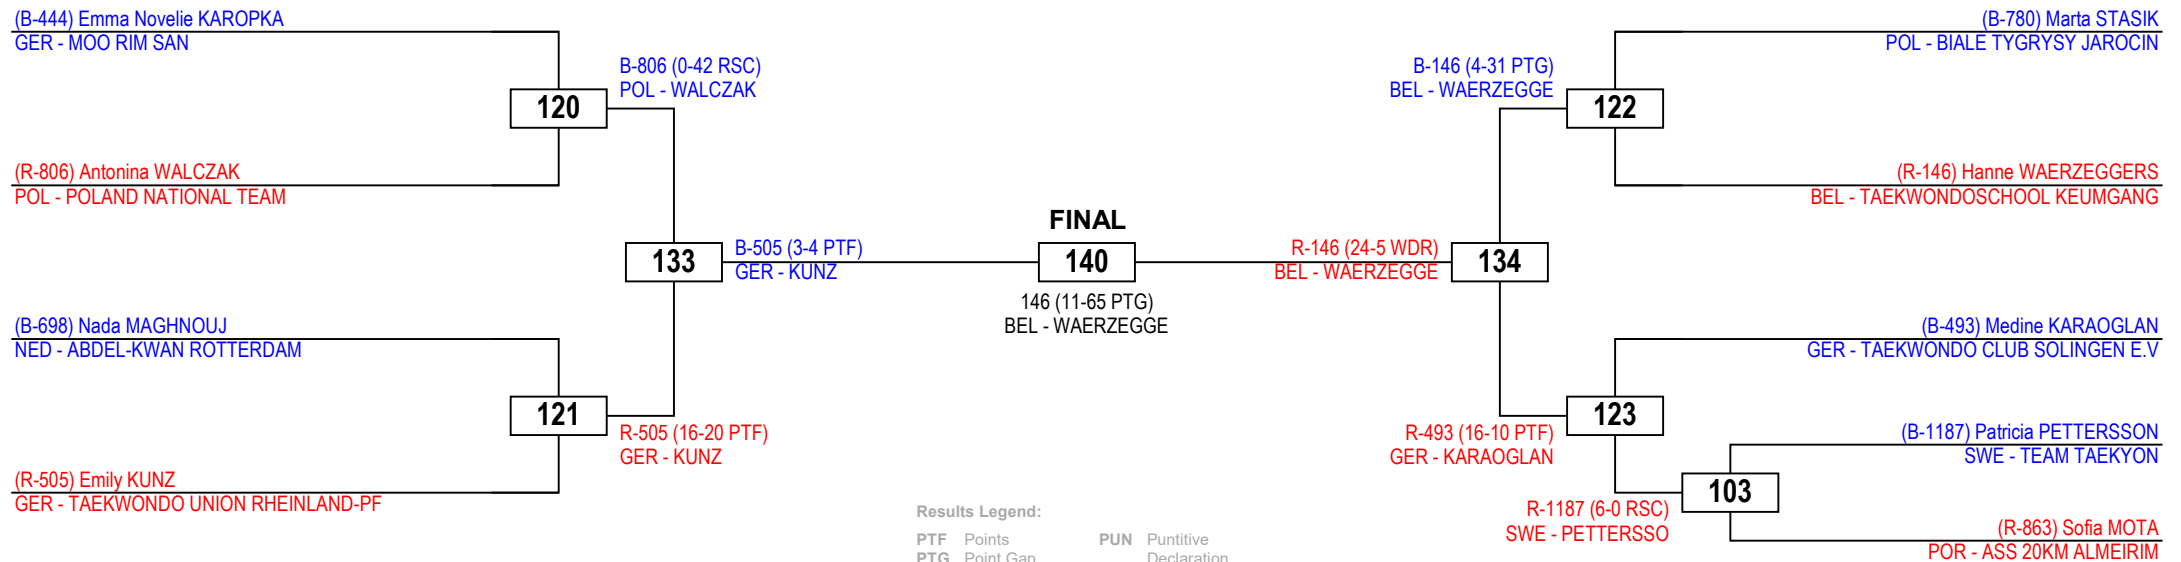 (B-444) Emma Novelie KAROPKA
GER - MOO RIM SAN
B-806 (0-42 RSC)
POL - WALCZAK
120
(R-806) Antonina WALCZAK
POL - POLAND NATIONAL TEAM
133
B-505 (3-4 PTF)
GER - KUNZ
(B-698) Nada MAGHNOUJ
NED - ABDEL-KWAN ROTTERDAM
121
R-505 (16-20 PTF)
GER - KUNZ
(R-505) Emily KUNZ
GER - TAEKWONDO UNION RHEINLAND-PF
FINAL
140
146 (11-65 PTG)
BEL - WAERZEGGE
(B-780) Marta STASIK
POL - BIALE TYGRYSY JAROCIN
B-146 (4-31 PTG)
BEL - WAERZEGGE
122
(R-146) Hanne WAERZEGGERS
BEL - TAEKWONDOSCHOOL KEUMGANG
R-146 (24-5 WDR)
BEL - WAERZEGGE
134
(B-493) Medine KARAOGLAN
GER - TAEKWONDO CLUB SOLINGEN E.V
123
R-493 (16-10 PTF)
GER - KARAOGLAN
(B-1187) Patricia PETTERSSON
SWE - TEAM TAEKYON
103
R-1187 (6-0 RSC)
SWE - PETTERSSO
(R-863) Sofia MOTA
POR - ASS 20KM ALMEIRIM
Results Legend:
PTF Points PUN Puntitive
PTG Point Gap Declaration